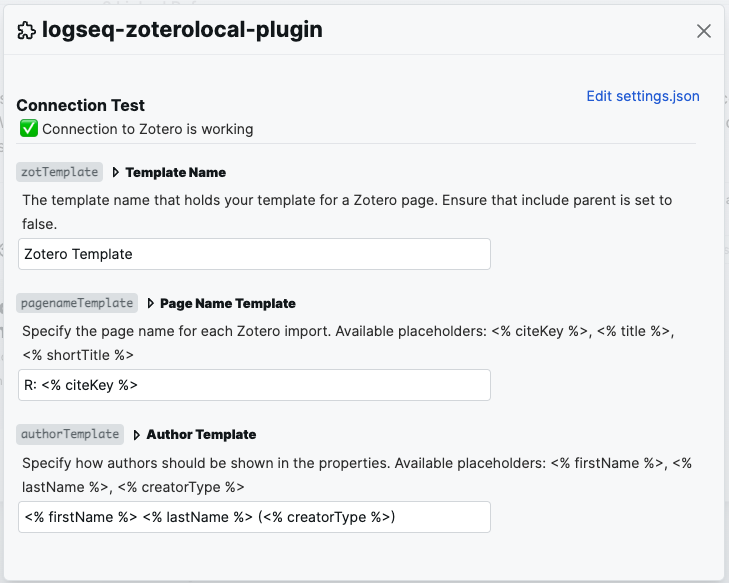 logseq-zoterolocal-plugin
Edit settings.json
Connection Test
✅ Connection to Zotero is working
zotTemplate ▶ Template Name
The template name that holds your template for a Zotero page. Ensure that include parent is set to
false.
Zotero Template
pagenameTemplate ▶ Page Name Template
Specify the page name for each Zotero import. Available placeholders: <% citeKey %>, <% title %>,
<% shortTitle %>
R: <% citeKey %>
authorTemplate ▶ Author Template
Specify how authors should be shown in the properties. Available placeholders: <% firstName %>, <%
lastName %>, <% creatorType %>
<% firstName %> <% lastName %> (<% creatorType %>)